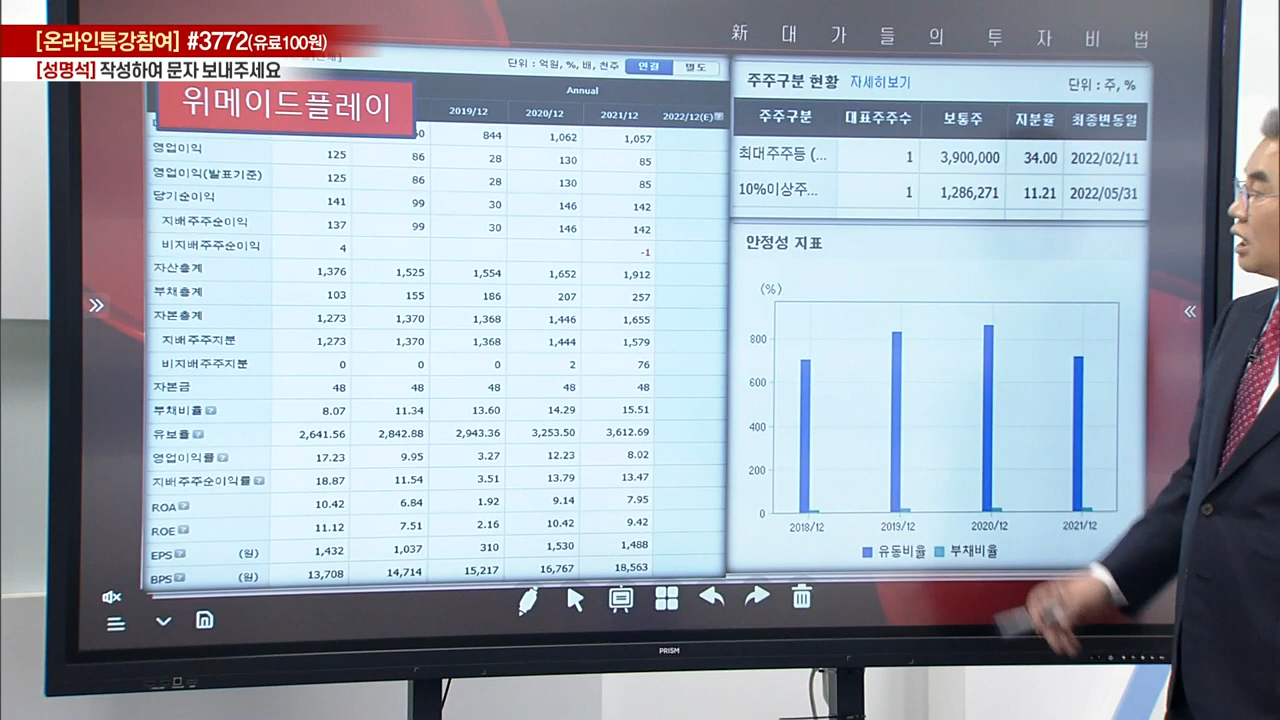 [온라인특강참여] #3772(유료100원)
[성명석] 작성하여 문자 보내주세요
新 대 가 들 의 투 자 비 법
위메이드플레이
단위 : 억원, %, 배, 천주 연결 별도
Annual
2019/12 2020/12 2021/12 2022/12(E)
844 1,062 1,057
영업이익 125 86 28 130 85
영업이익(발표기준) 125 86 28 130 85
당기순이익 141 99 30 146 142
지배주주순이익 137 99 30 146 142
비지배주주순이익 4 -1
자산총계 1,376 1,525 1,554 1,652 1,912
부채총계 103 155 186 207 257
자본총계 1,273 1,370 1,368 1,446 1,655
지배주주지분 1,273 1,370 1,368 1,444 1,579
비지배주주지분 0 0 0 2 76
자본금 48 48 48 48 48
부채비율 8.07 11.34 13.60 14.29 15.51
유보율 2,641.56 2,842.88 2,943.36 3,253.50 3,612.69
영업이익률 17.23 9.95 3.27 12.23 8.02
지배주주순이익률 18.87 11.54 3.51 13.79 13.47
ROA 10.42 6.84 1.92 9.14 7.95
ROE 11.12 7.51 2.16 10.42 9.42
EPS (원) 1,432 1,037 310 1,530 1,488
BPS (원) 13,708 14,714 15,217 16,767 18,563
주주구분 현황 자세히보기 단위 : 주, %
주주구분 대표주주수 보통주 지분율 최종변동일
최대주주등 (... 1 3,900,000 34.00 2022/02/11
10%이상주... 1 1,286,271 11.21 2022/05/31
안정성 지표
(%)
800
600
400
200
0
2018/12 2019/12 2020/12 2021/12
유동비율 부채비율
PRISM